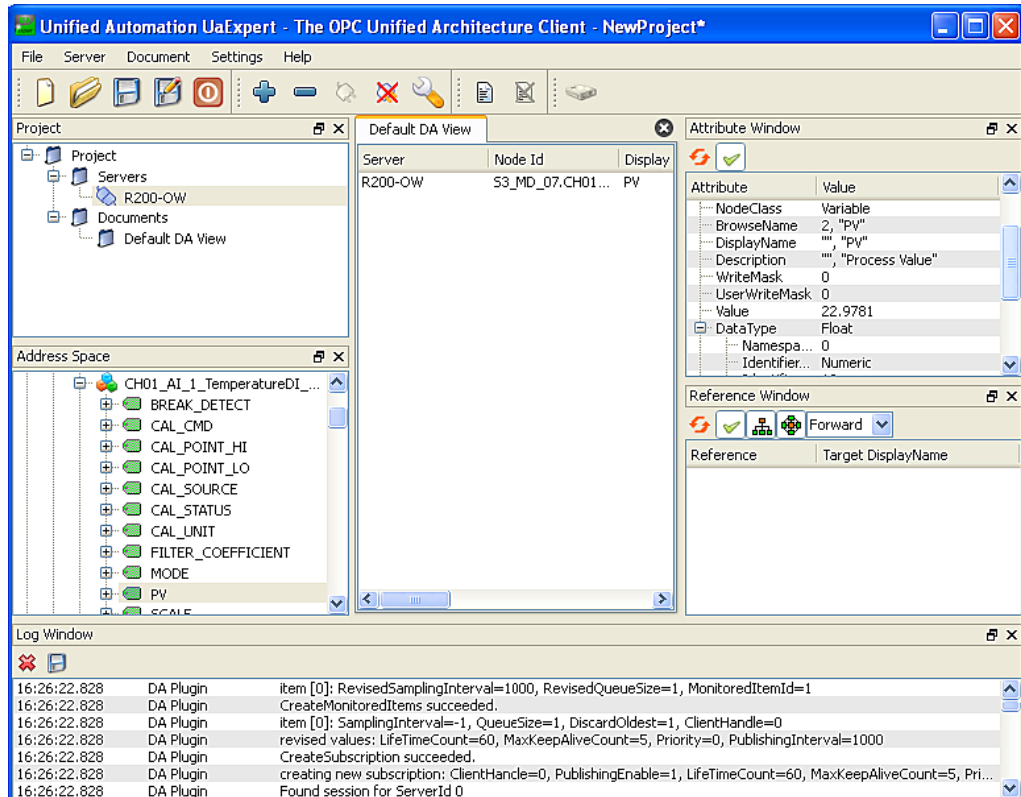 Unified Automation UaExpert - The OPC Unified Architecture Client - NewProject*
File Server Document Settings Help
Project
Project
Servers
R200-OW
Documents
Default DA View
Address Space
CH01_AI_1_TemperatureDI_...
BREAK_DETECT
CAL_CMD
CAL_POINT_HI
CAL_POINT_LO
CAL_SOURCE
CAL_STATUS
CAL_UNIT
FILTER_COEFFICIENT
MODE
PV
SCALE
Default DA View
Server Node Id Display
R200-OW S3_MD_07.CH01... PV
Attribute Window
Attribute Value
NodeClass Variable
BrowseName 2, "PV"
DisplayName "", "PV"
Description "", "Process Value"
WriteMask 0
UserWriteMask 0
Value 22.9781
DataType Float
Namespa... 0
Identifier... Numeric
Reference Window
Forward
Reference Target DisplayName
Log Window
16:26:22.828 DA Plugin item [0]: RevisedSamplingInterval=1000, RevisedQueueSize=1, MonitoredItemId=1
16:26:22.828 DA Plugin CreateMonitoredItems succeeded.
16:26:22.828 DA Plugin item [0]: SamplingInterval=-1, QueueSize=1, DiscardOldest=1, ClientHandle=0
16:26:22.828 DA Plugin revised values: LifeTimeCount=60, MaxKeepAliveCount=5, Priority=0, PublishingInterval=1000
16:26:22.828 DA Plugin CreateSubscription succeeded.
16:26:22.828 DA Plugin creating new subscription: ClientHandle=0, PublishingEnable=1, LifeTimeCount=60, MaxKeepAliveCount=5, Pri...
16:26:22.828 DA Plugin Found session for ServerId 0